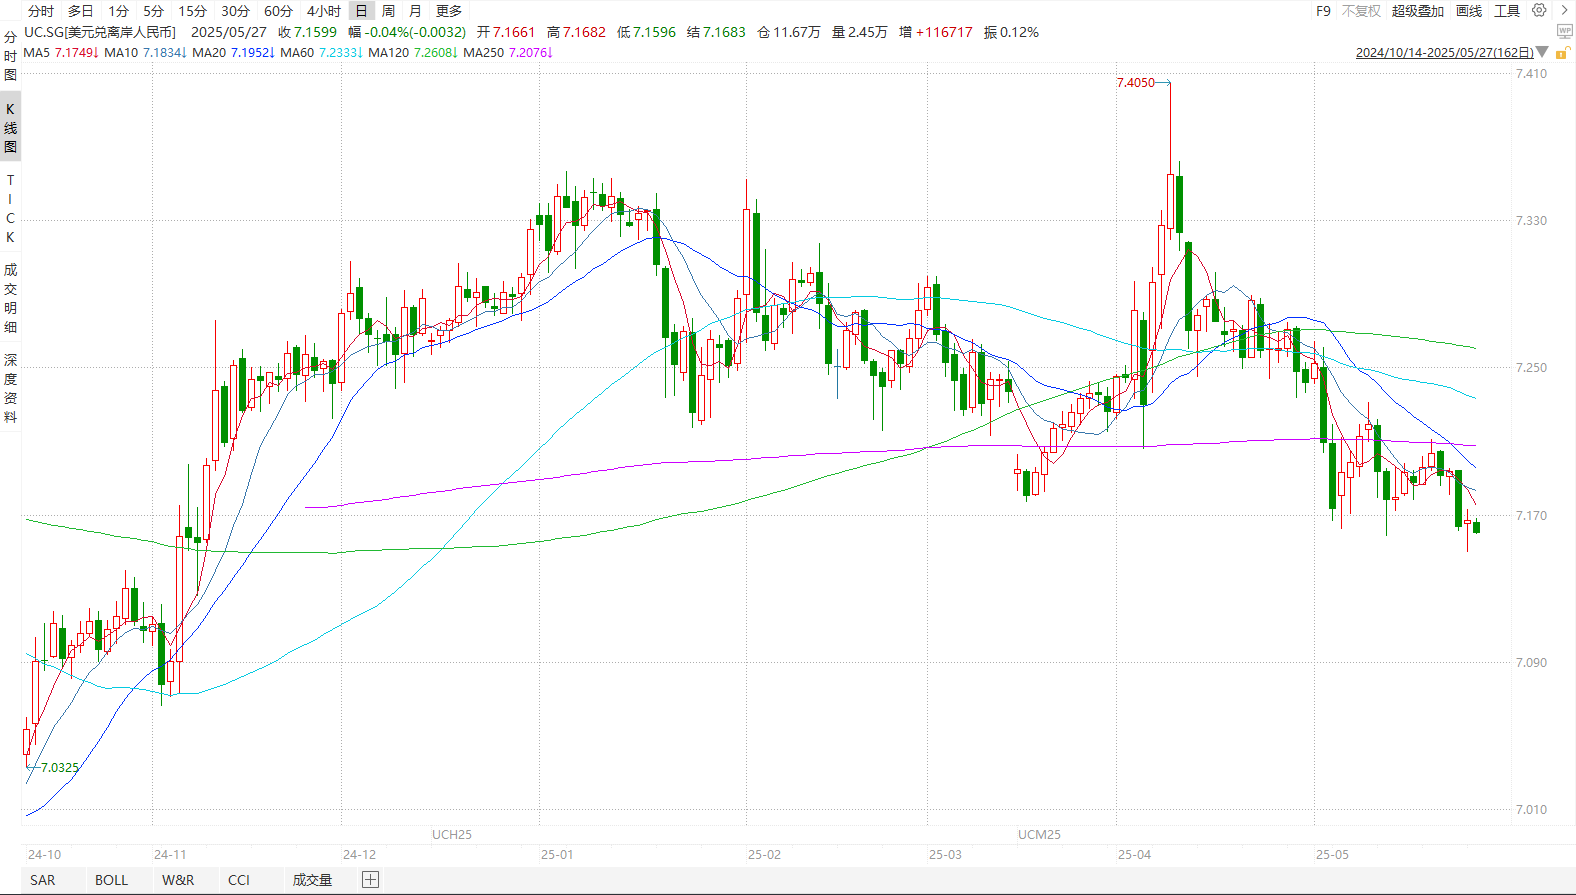 分时 多日 1分 5分 15分 30分 60分 4小时 日 周 月 更多 F9 不复权 超级叠加 画线 工具
UC.SG[美元兑离岸人民币] 2025/05/27 收 7.1599 幅 -0.04%(-0.0032) 开 7.1661 高 7.1682 低 7.1596 结 7.1683 仓 11.67万 量 2.45万 增 +116717 振 0.12%
MA5 7.1749↓ MA10 7.1834↓ MA20 7.1952↓ MA60 7.2333↓ MA120 7.2608↓ MA250 7.2076↓
2024/10/14-2025/05/27(162日)
WP
分时图
K线图
TICK
成交明细
深度资料
7.4050
7.0325
7.410
7.330
7.250
7.170
7.090
7.010
UCH25 UCM25
24-10 24-11 24-12 25-01 25-02 25-03 25-04 25-05
SAR BOLL W&R CCI 成交量